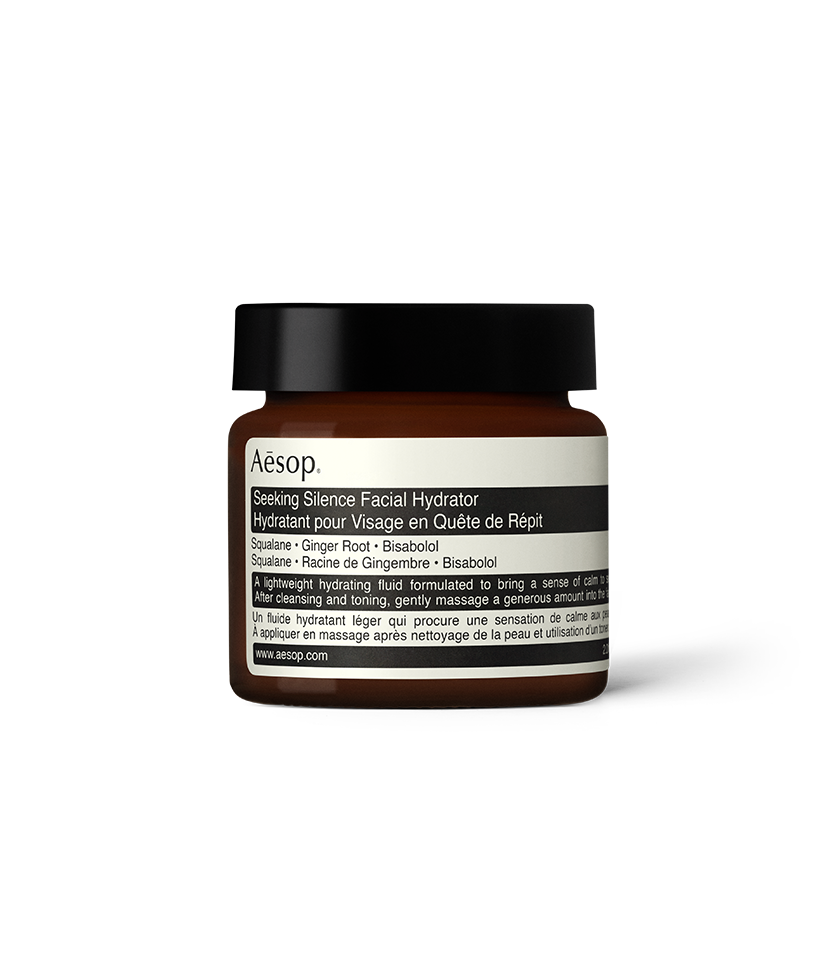 Aēsop®
Seeking Silence Facial Hydrator
Hydratant pour Visage en Quête de Répit
Squalane • Ginger Root • Bisabolol
Squalane • Racine de Gingembre • Bisabolol
A lightweight hydrating fluid formulated to bring a sense of calm to
After cleansing and toning, gently massage a generous amount into the
Un fluide hydratant léger qui procure une sensation de calme aux
À appliquer en massage après nettoyage de la peau et utilisation d'un
www.aesop.com